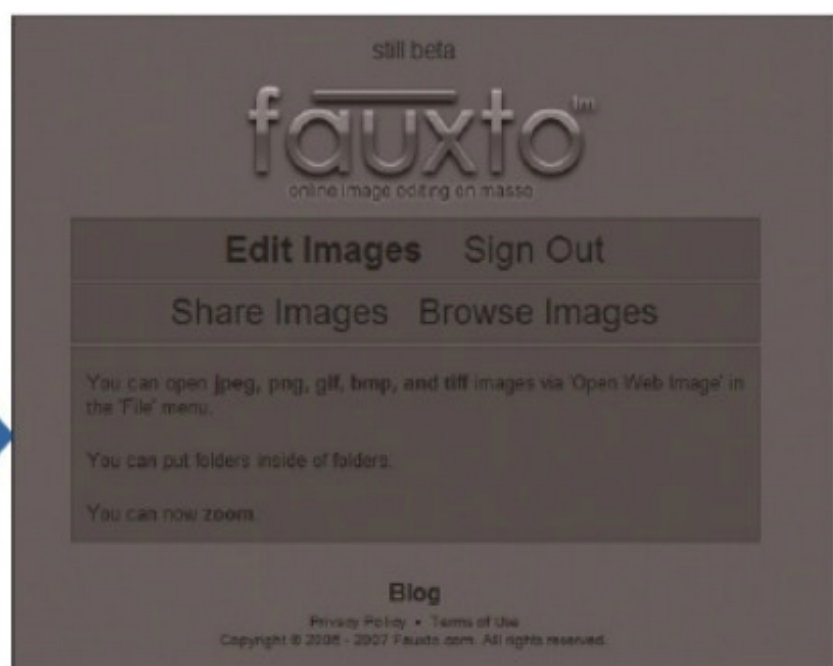 still beta
fauxto tm
online image editing en masse
Edit Images Sign Out
Share Images Browse Images
You can open jpeg, png, gif, bmp, and tiff images via 'Open Web Image' in
the 'File' menu.
You can put folders inside of folders.
You can now zoom.
Blog
Privacy Policy • Terms of Use
Copyright © 2006 - 2007 Fauxto.com. All rights reserved.